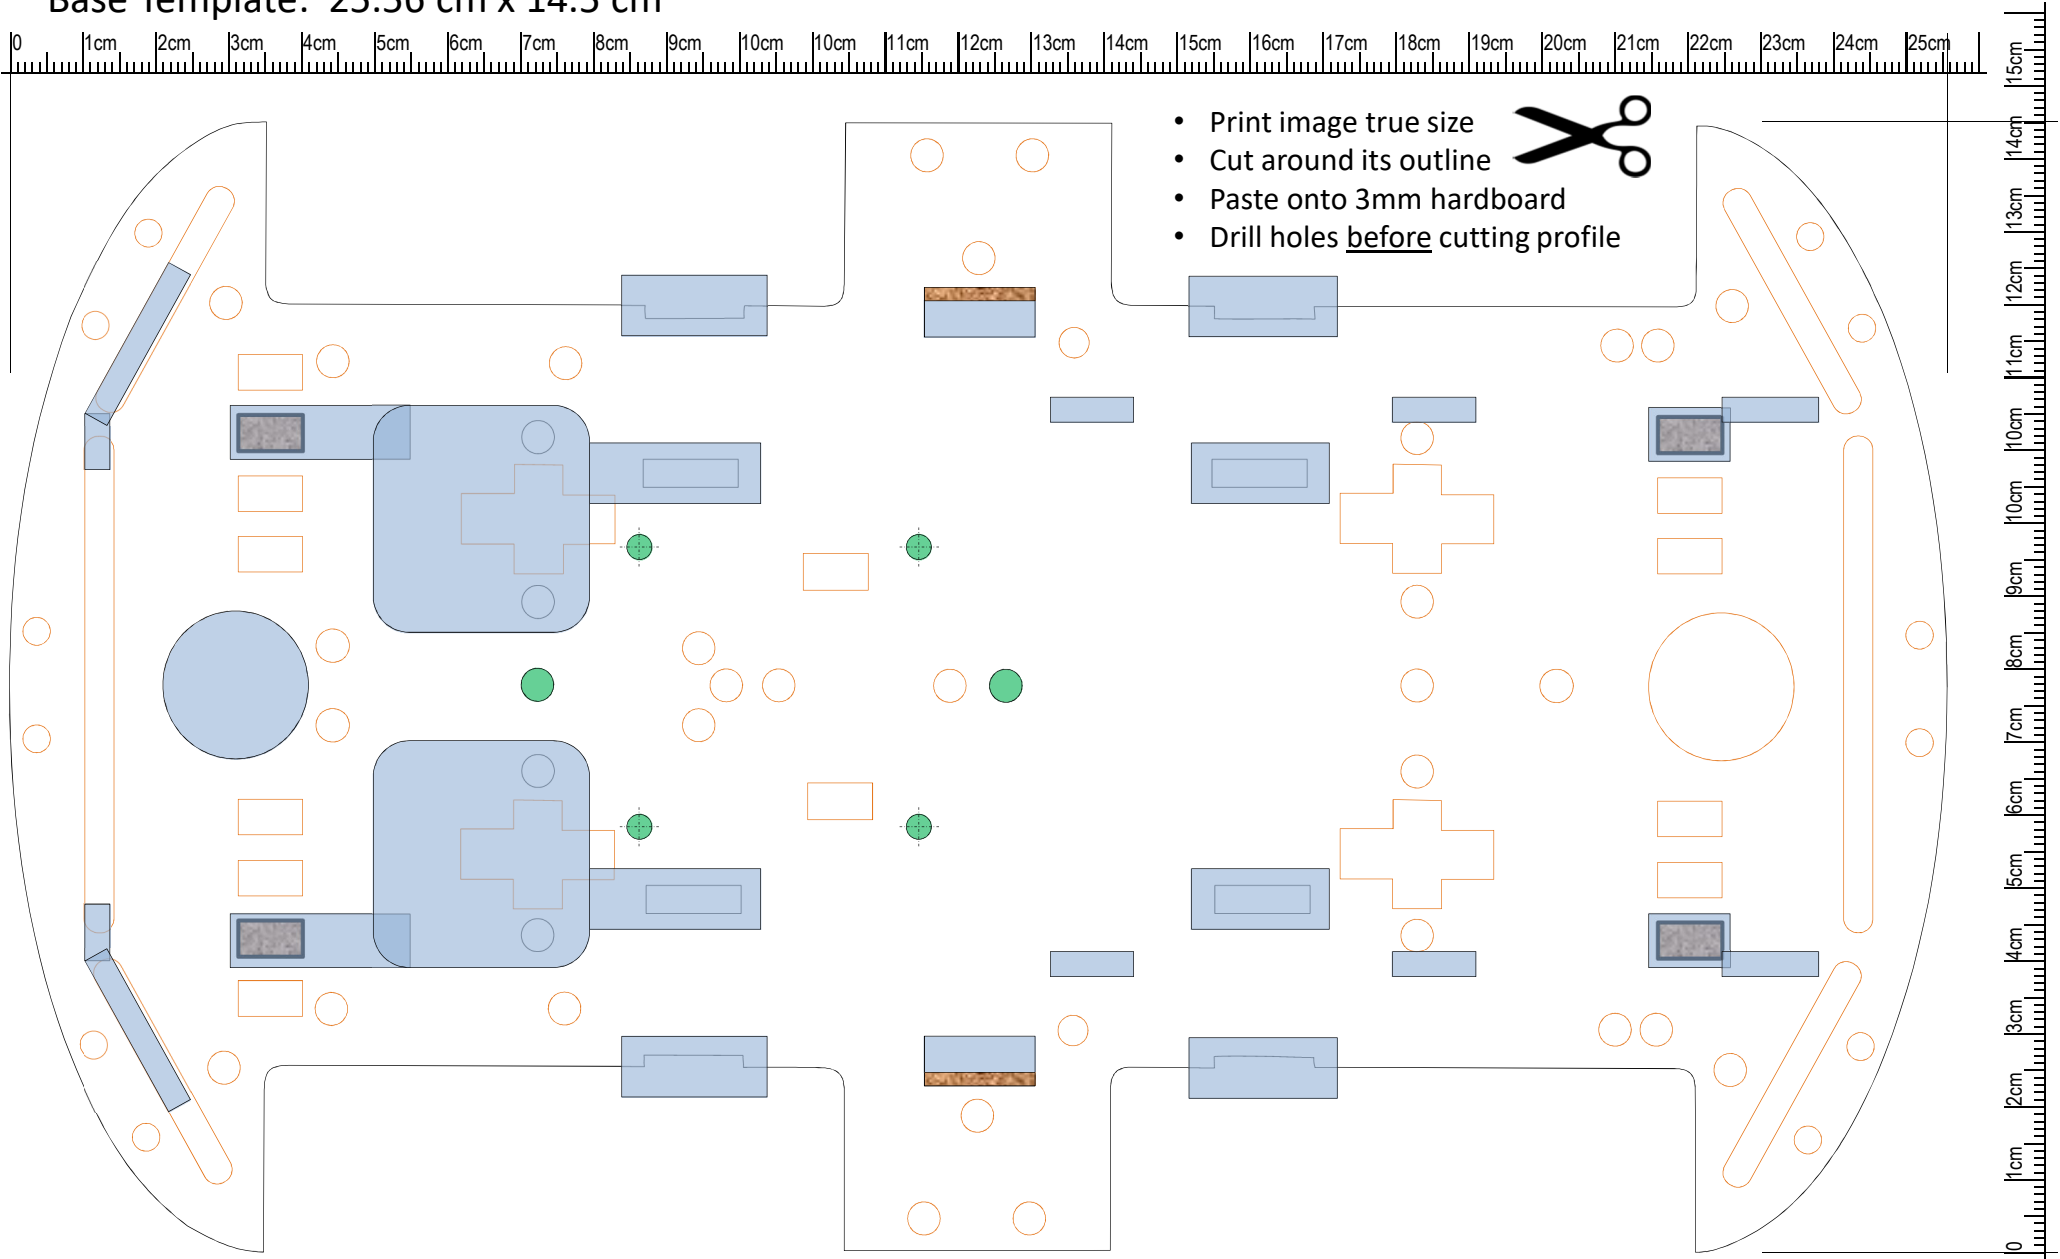 Base Template: 25.56 cm x 14.5 cm
0 1cm 2cm 3cm 4cm 5cm 6cm 7cm 8cm 9cm 10cm 10cm 11cm 12cm 13cm 14cm 15cm 16cm 17cm 18cm 19cm 20cm 21cm 22cm 23cm 24cm 25cm
• Print image true size
• Cut around its outline
• Paste onto 3mm hardboard
• Drill holes before cutting profile
15cm
14cm
13cm
12cm
11cm
10cm
10cm
9cm
8cm
7cm
6cm
5cm
4cm
3cm
2cm
1cm
0